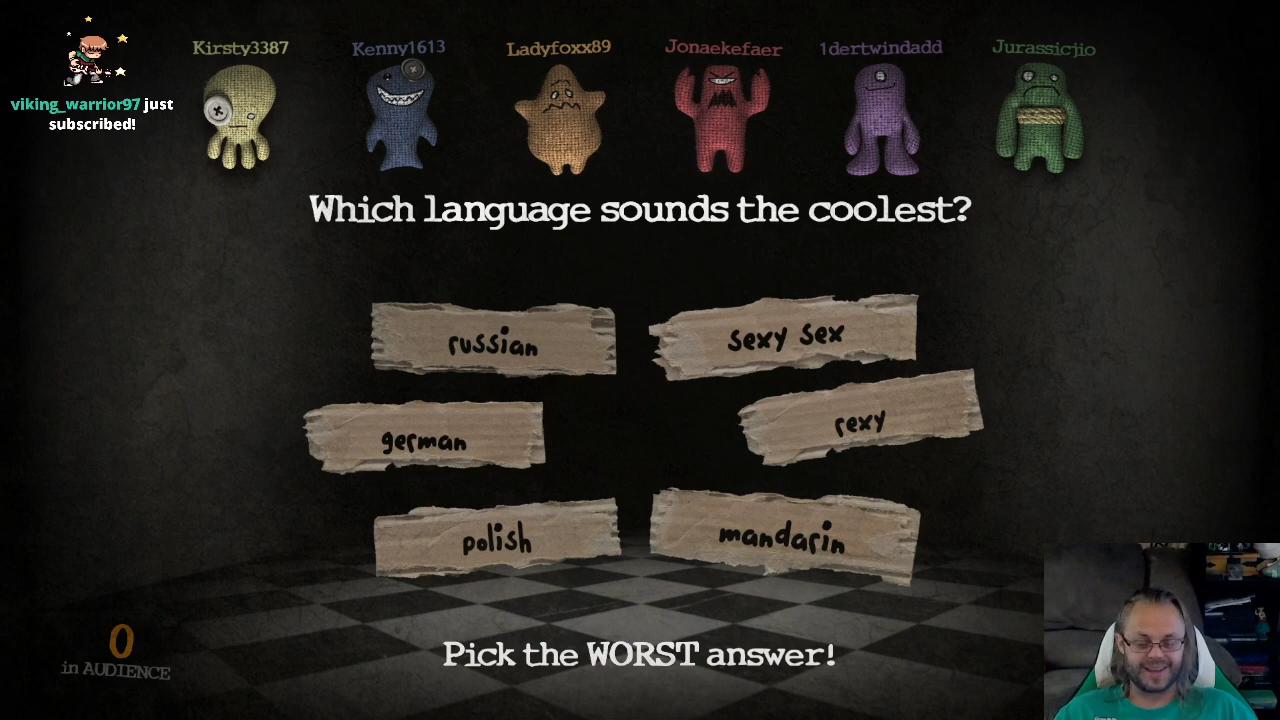 Kirsty3387
Kenny1613
Ladyfoxx89
Jonaekefaer
1dertwindadd
Jurassicjio
viking_warrior97 just
subscribed!
Which language sounds the coolest?
russian
sexy sex
german
rexy
polish
mandarin
0
in AUDIENCE
Pick the WORST answer!